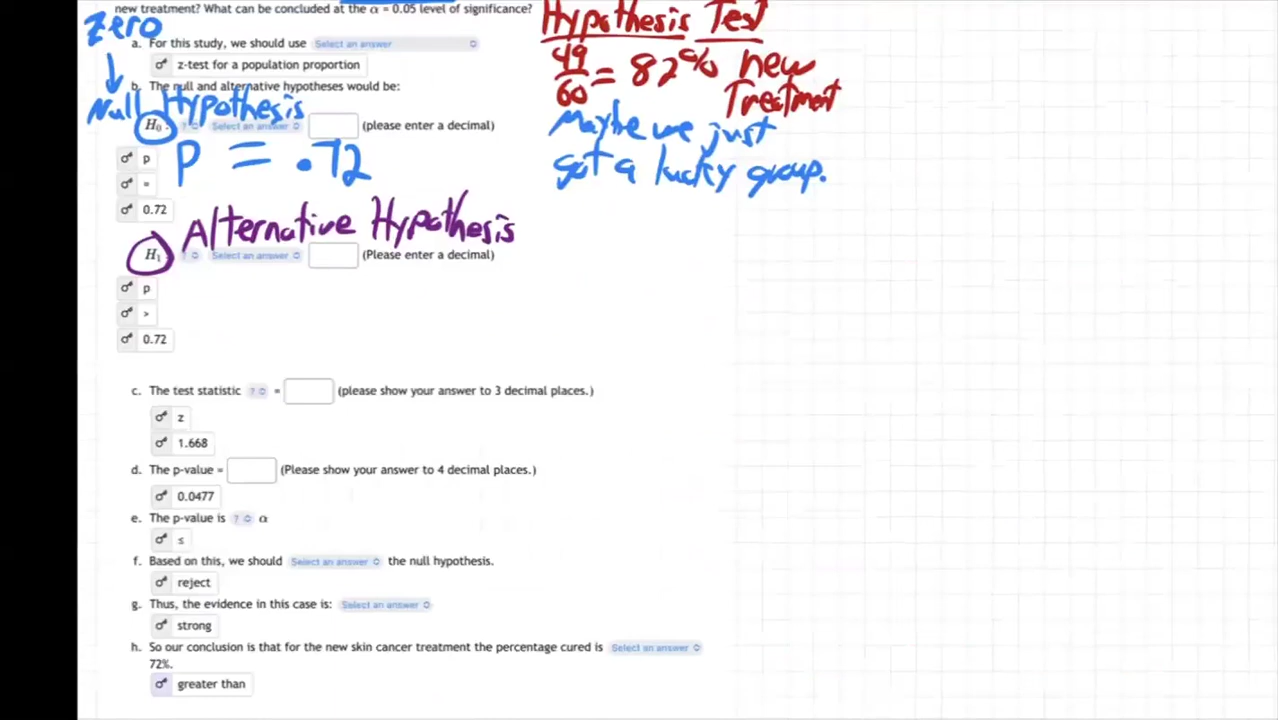 new treatment? What can be concluded at the α = 0.05 level of significance?
Hypothesis Test
zero
a. For this study, we should use Select an answer
z-test for a population proportion
49/60 = 82% new
Treatment
b. The null and alternative hypotheses would be:
Null Hypothesis
H₀: ? Select an answer (please enter a decimal)
Maybe we just
got a lucky group.
p
P = .72
=
0.72
Alternative Hypothesis
H₁ Select an answer (Please enter a decimal)
p
>
0.72
c. The test statistic ? = (please show your answer to 3 decimal places.)
z
1.668
d. The p-value = (Please show your answer to 4 decimal places.)
0.0477
e. The p-value is ? α
≤
f. Based on this, we should Select an answer the null hypothesis.
reject
g. Thus, the evidence in this case is: Select an answer
strong
h. So our conclusion is that for the new skin cancer treatment the percentage cured is Select an answer
72%.
greater than